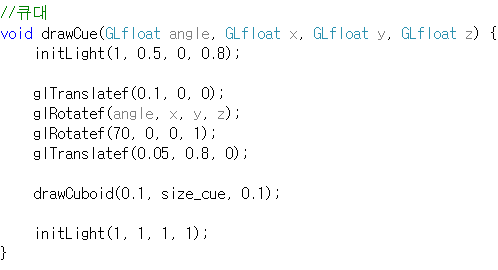 //큐대
void drawCue(GLfloat angle, GLfloat x, GLfloat y, GLfloat z) {
    initLight(1, 0.5, 0, 0.8);

    glTranslatef(0.1, 0, 0);
    glRotatef(angle, x, y, z);
    glRotatef(70, 0, 0, 1);
    glTranslatef(0.05, 0.8, 0);

    drawCuboid(0.1, size_cue, 0.1);

    initLight(1, 1, 1, 1);
}